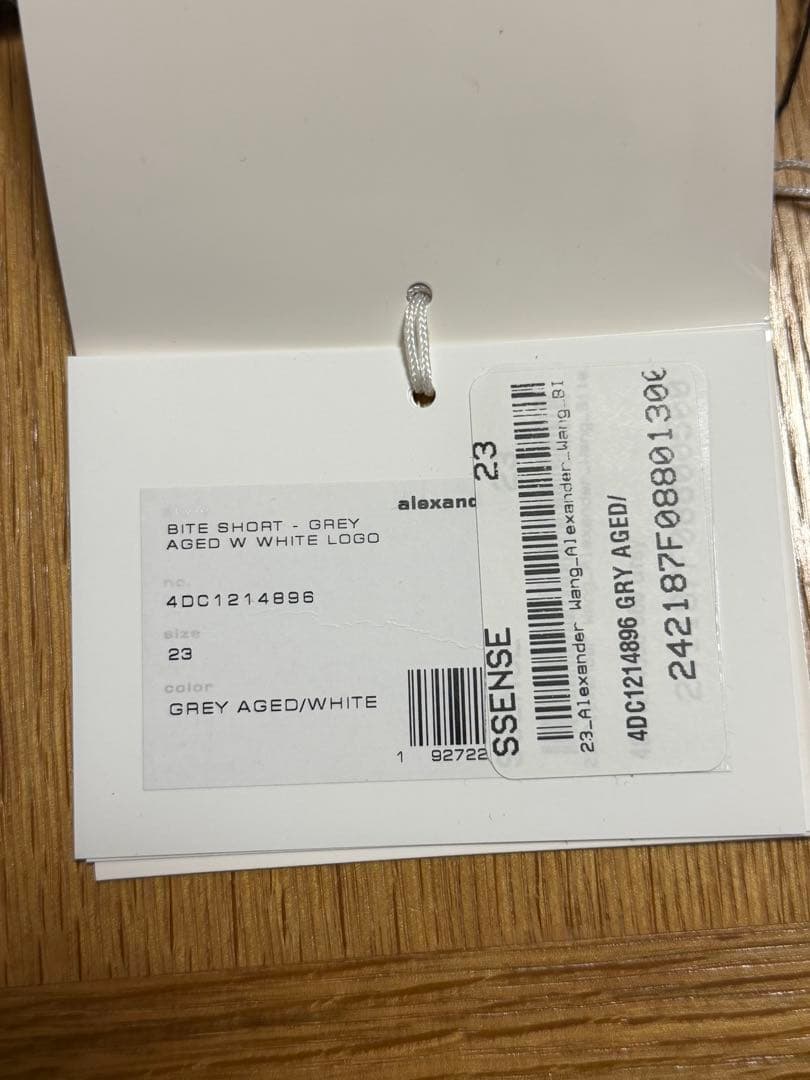 alexand
BITE SHORT - GREY
AGED W WHITE LOGO
no.
4DC1214896
size
23
color
GREY AGED/WHITE
1 92722
SSENSE 23
23_Alexander Wang_Alexander_Wang_BI
4DC1214896 GRY AGED/
242187F0880130